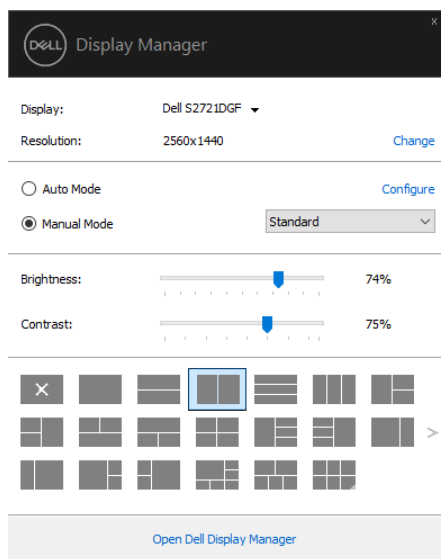 DELL Display Manager
x
Display: Dell S2721DGF
Resolution: 2560x1440 Change
Auto Mode Configure
Manual Mode Standard
Brightness: 74%
Contrast: 75%
Open Dell Display Manager